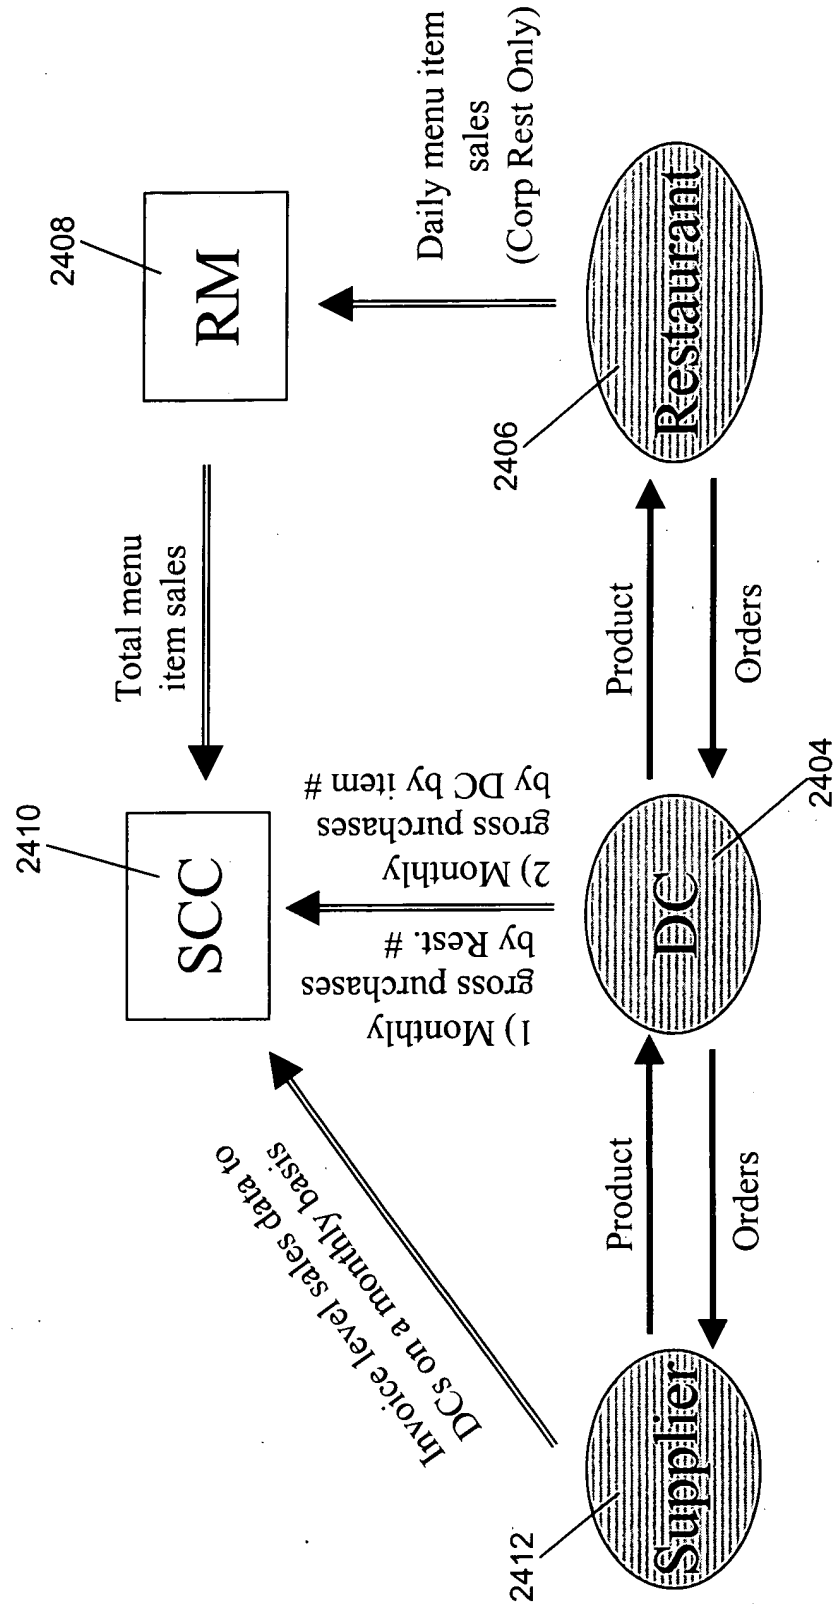 2410
SCC
Total menu
item sales
2408
RM
Invoice level sales data to
DCs on a monthly basis
1) Monthly
gross purchases
by Rest. #
2) Monthly
gross purchases
by DC by item #
Daily menu item
sales
(Corp Rest Only)
2412
Supplier
Product
Orders
DC
2404
Product
Orders
2406
Restaurant